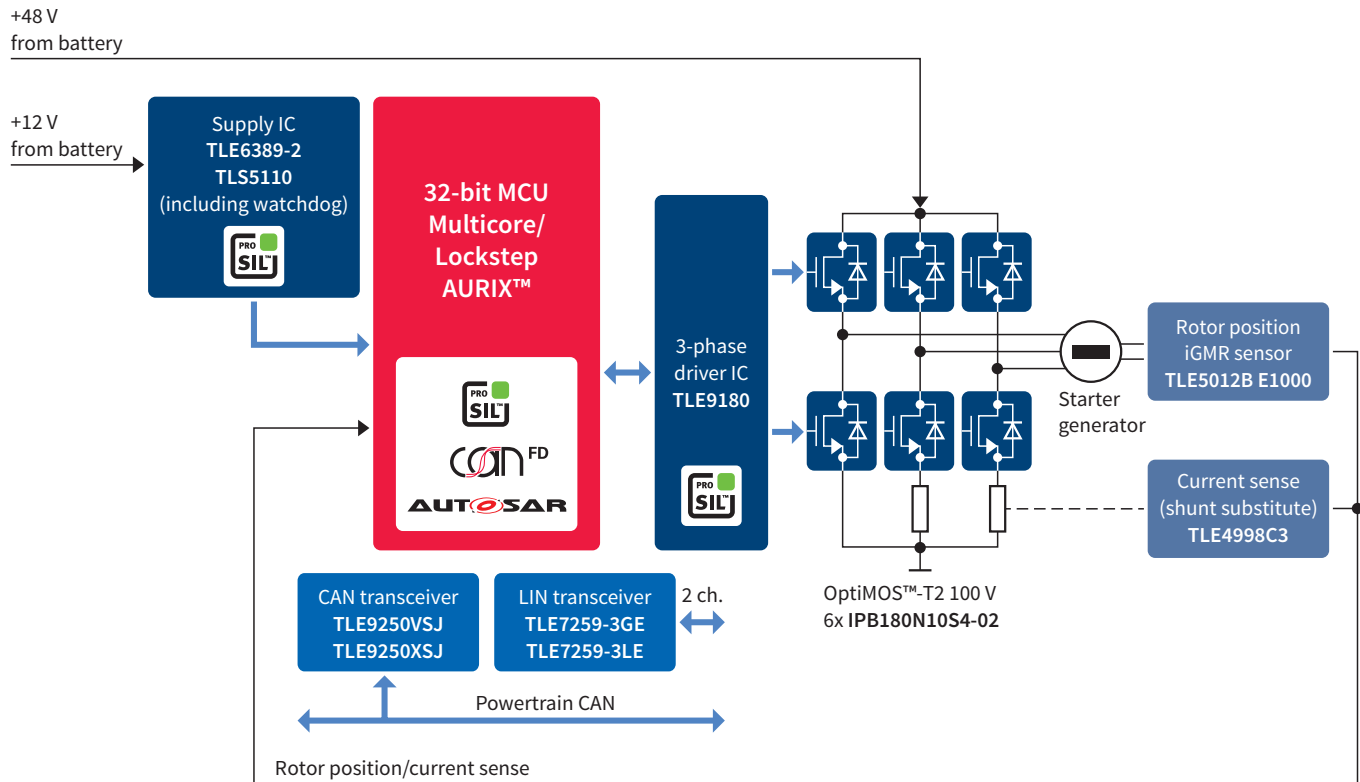 +48 V
from battery
+12 V
from battery
Supply IC
TLE6389-2
TLS5110
(including watchdog)
PRO
SIL™
32-bit MCU
Multicore/
Lockstep
AURIX™
PRO
SIL™
CAN FD
AUTOSAR
3-phase
driver IC
TLE9180
PRO
SIL™
Starter
generator
Rotor position
iGMR sensor
TLE5012B E1000
Current sense
(shunt substitute)
TLE4998C3
OptiMOS™-T2 100 V
6x IPB180N10S4-02
CAN transceiver
TLE9250VSJ
TLE9250XSJ
LIN transceiver
TLE7259-3GE
TLE7259-3LE
2 ch.
Powertrain CAN
Rotor position/current sense